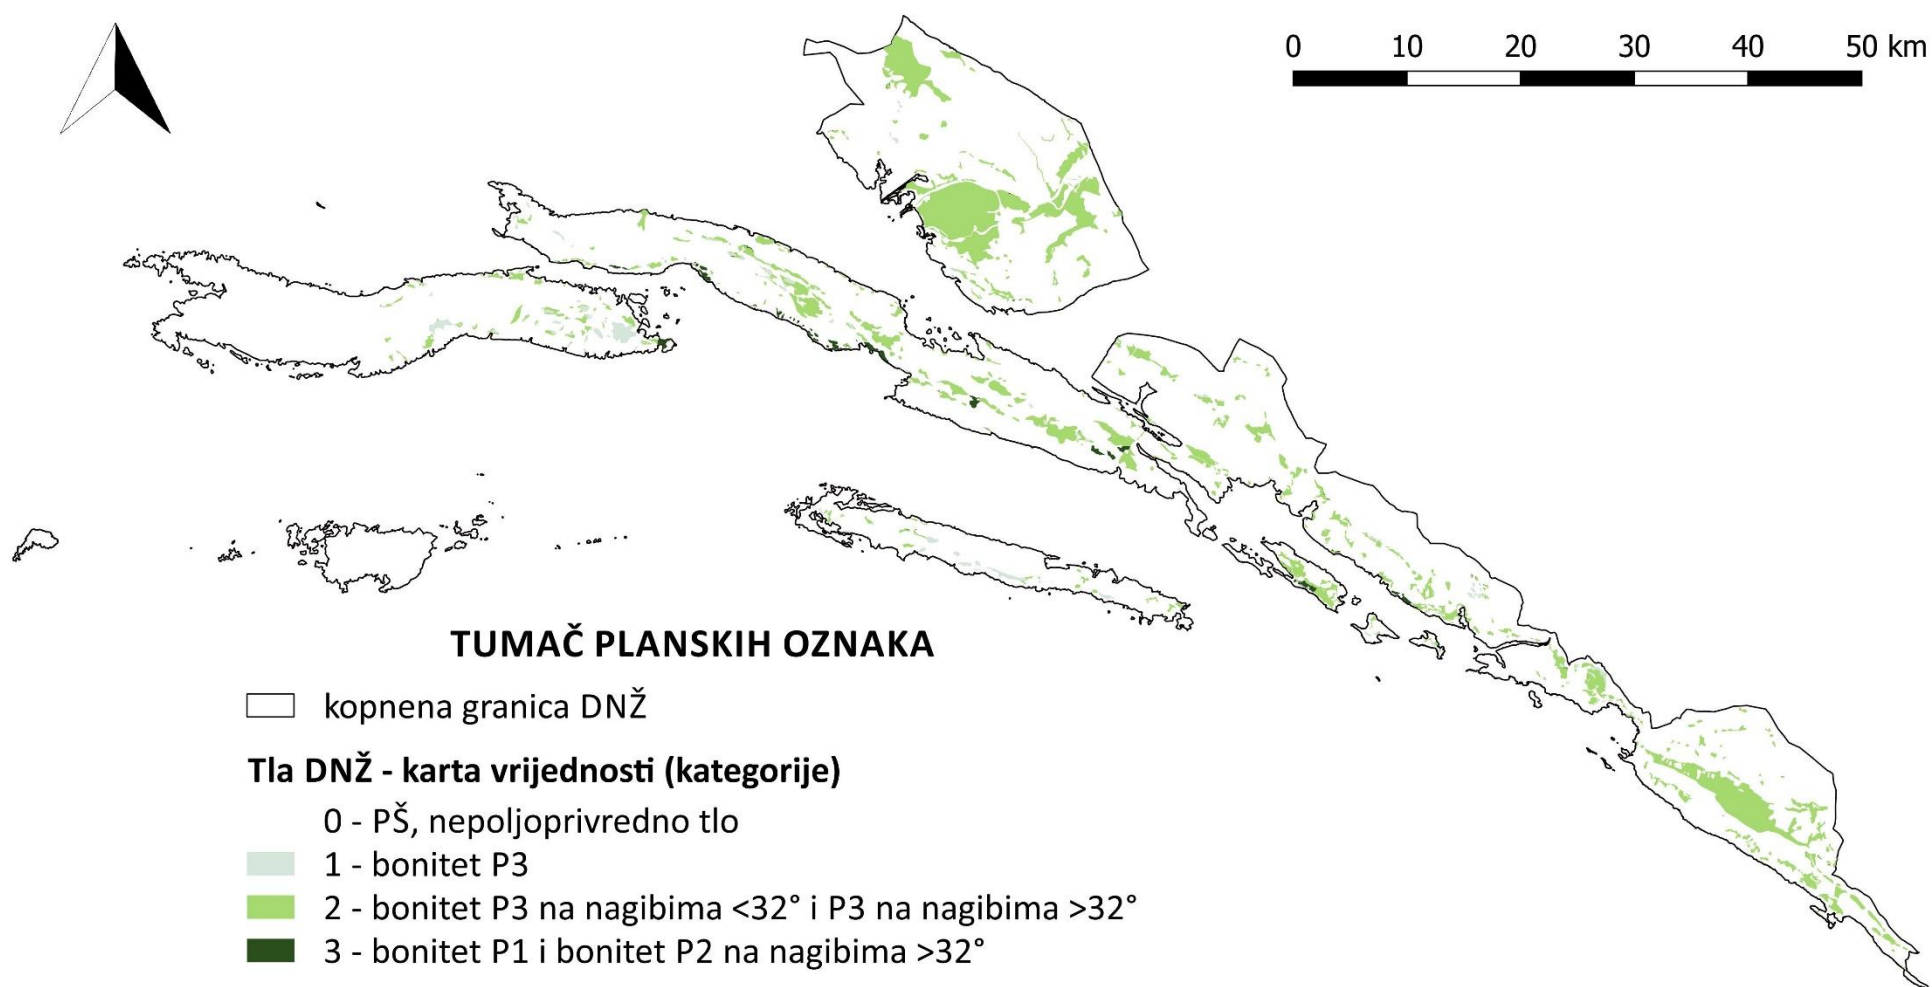 0 10 20 30 40 50 km
TUMAČ PLANSKIH OZNAKA
kopnena granica DNŽ
Tla DNŽ - karta vrijednosti (kategorije)
0 - PŠ, nepoljoprivredno tlo
1 - bonitet P3
2 - bonitet P3 na nagibima <32° i P3 na nagibima >32°
3 - bonitet P1 i bonitet P2 na nagibima >32°